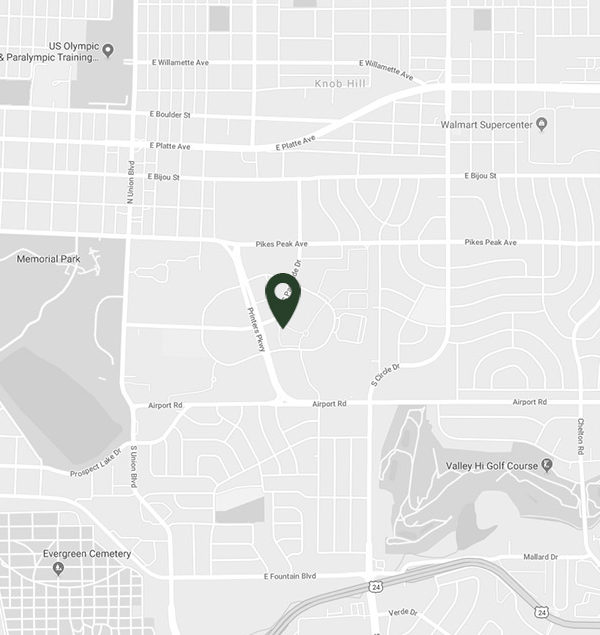 US Olympic
& Paralympic Training...
E Willamette Ave
E Willamette Ave
Knob Hill
E Boulder St
Walmart Supercenter
E Platte Ave
E Platte Ave
N Union Blvd
E Bijou St
E Bijou St
Pikes Peak Ave
Pikes Peak Ave
Memorial Park
de Dr
Printers Pkwy
S Circle Dr
Airport Rd
Airport Rd
Airport Rd
Chelton Rd
Prospect Lake Dr
S Union Blvd
Valley Hi Golf Course
Evergreen Cemetery
Mallard Dr
E Fountain Blvd
24
24
Verde Dr